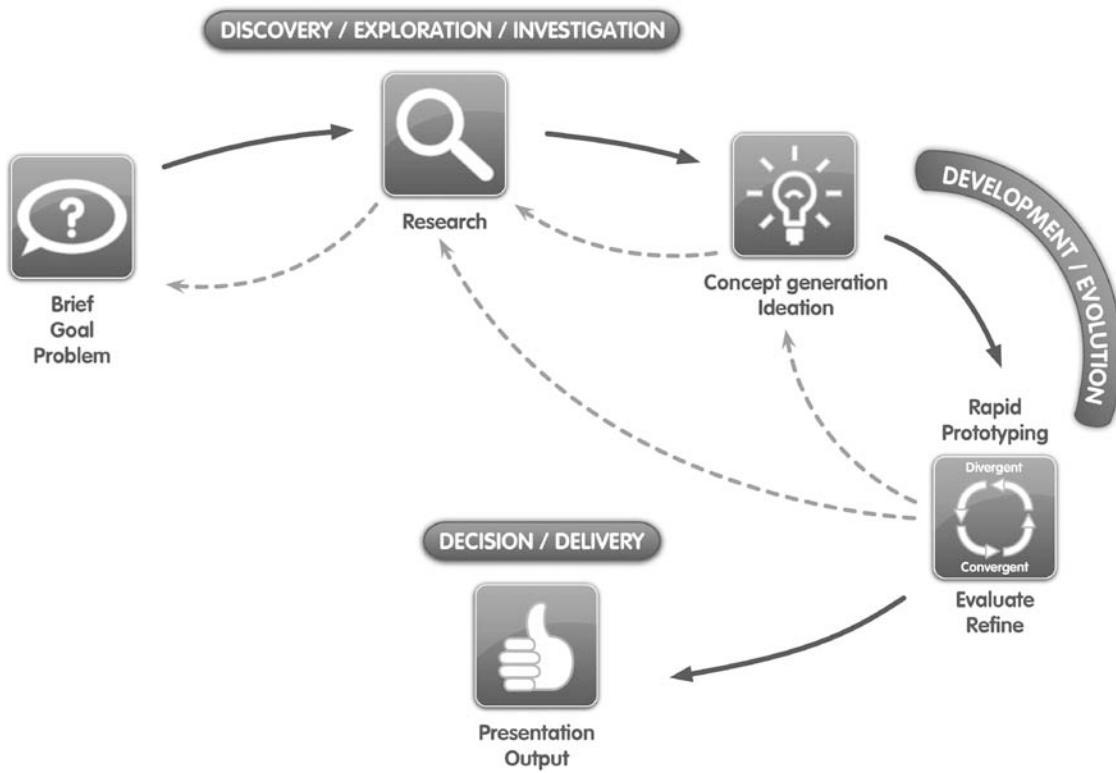 DISCOVERY / EXPLORATION / INVESTIGATION
?
Brief
Goal
Problem
Research
Concept generation
Ideation
DEVELOPMENT / EVOLUTION
Rapid
Prototyping
Divergent
Convergent
Evaluate
Refine
DECISION / DELIVERY
Presentation
Output